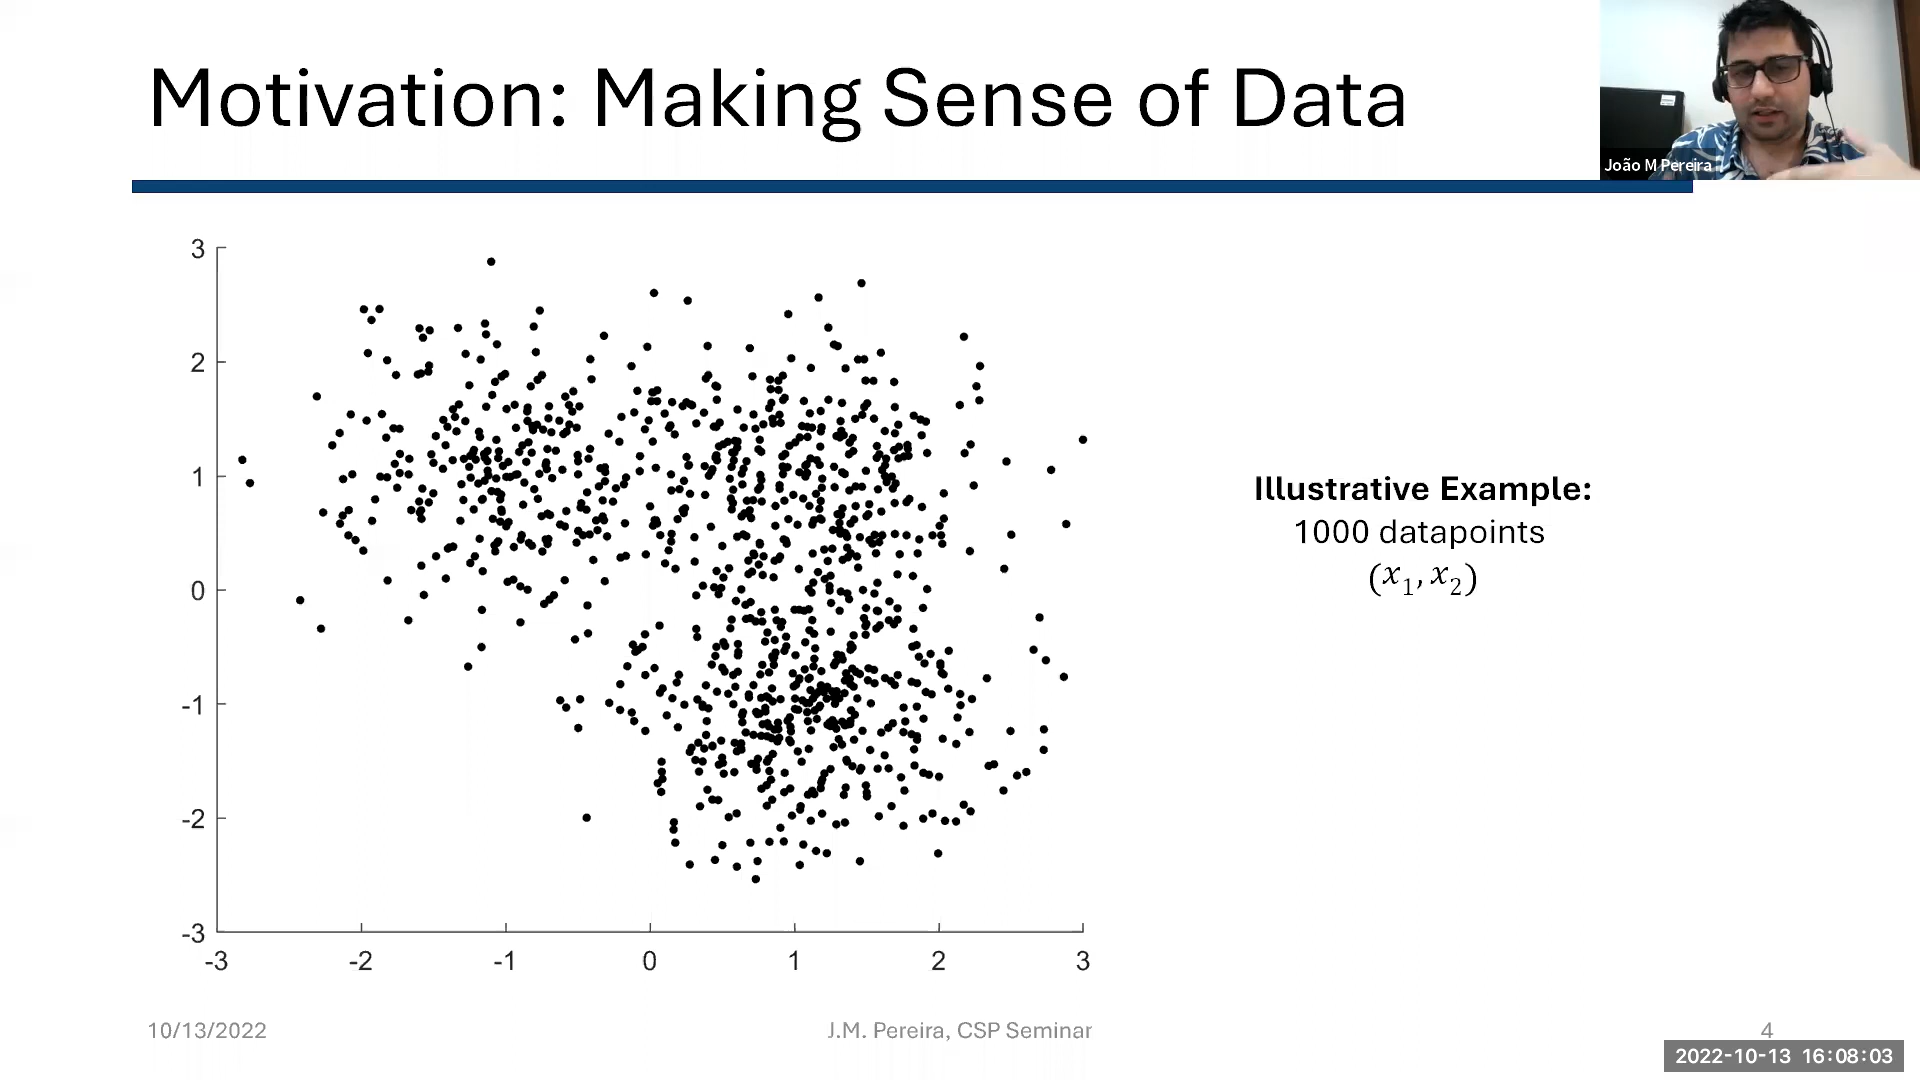 Motivation: Making Sense of Data
João M Pereira
3
2
1
0
-1
-2
-3
-3 -2 -1 0 1 2 3
Illustrative Example:
1000 datapoints
(x₁, x₂)
10/13/2022 J.M. Pereira, CSP Seminar 4
2022-10-13 16:08:03